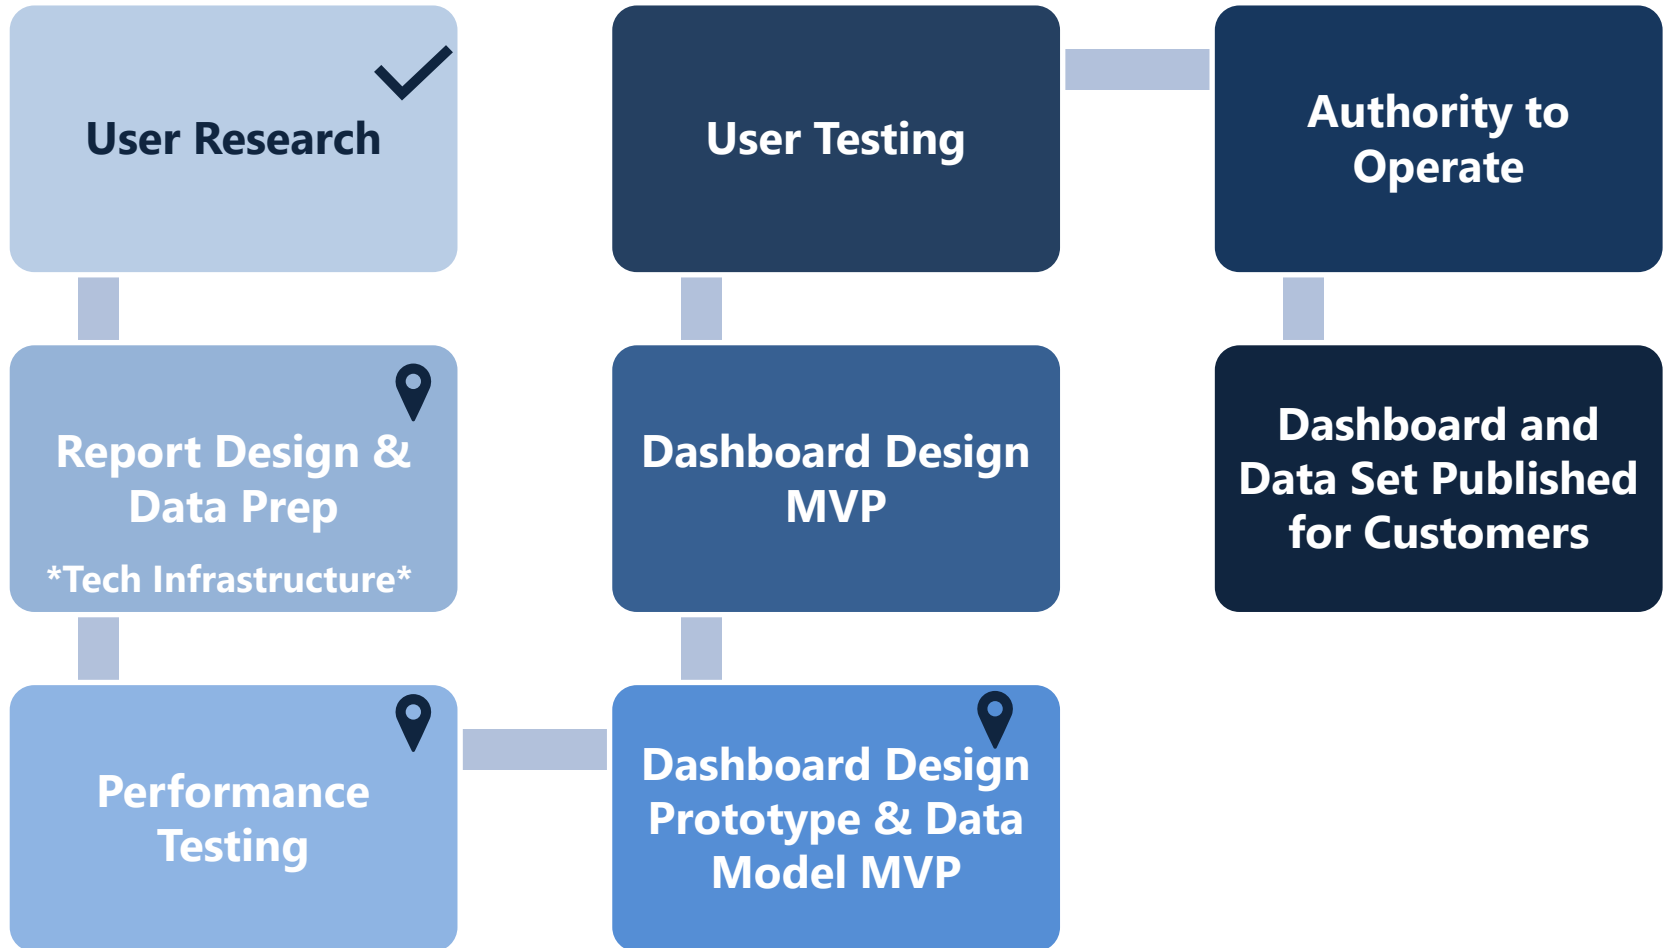 User Research
Report Design &
Data Prep
*Tech Infrastructure*
Performance
Testing
Dashboard Design
Prototype & Data
Model MVP
Dashboard Design
MVP
User Testing
Authority to
Operate
Dashboard and
Data Set Published
for Customers